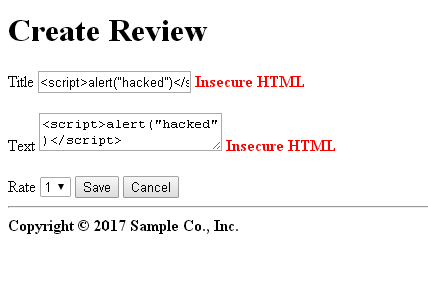 Create Review
Title <script>alert("hacked")</s Insecure HTML
Text <script>alert("hacked"
)</script> Insecure HTML
Rate 1 Save Cancel
Copyright © 2017 Sample Co., Inc.